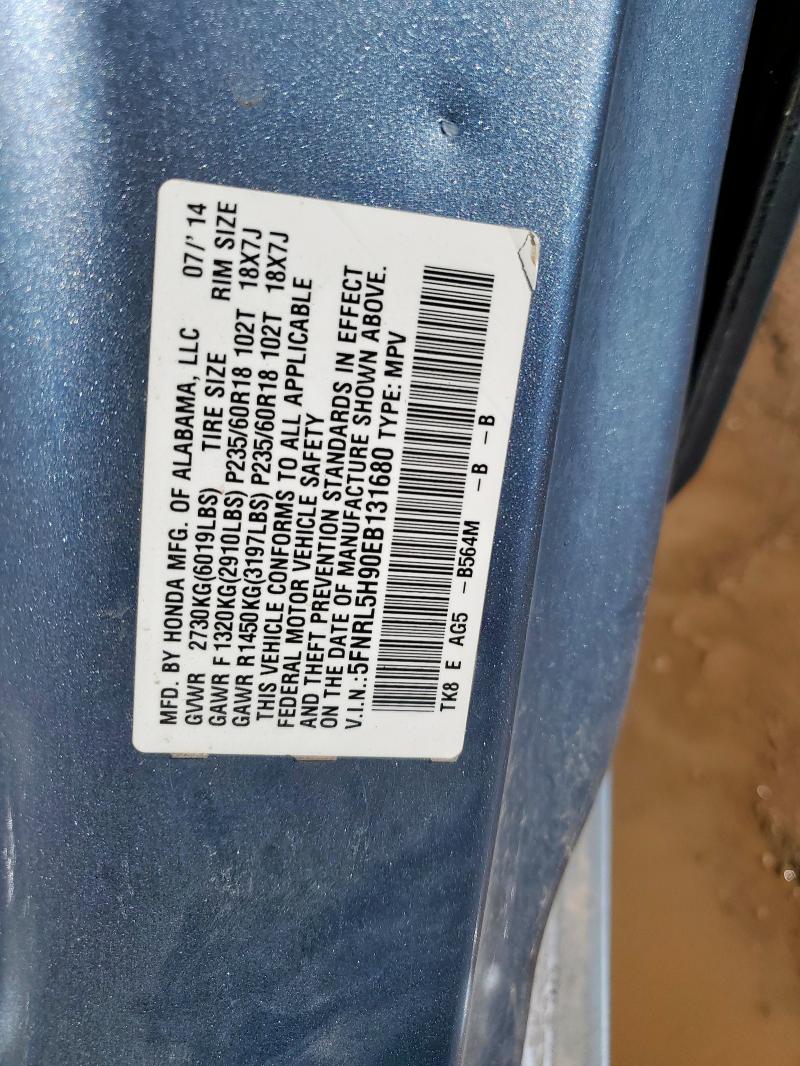 MFD. BY HONDA MFG. OF ALABAMA, LLC 07/' 14
GVWR 2730KG(6019LBS) TIRE SIZE RIM SIZE
GAWR F 1320KG(2910LBS) P235/60R18 102T 18X7J
GAWR R1450KG(3197LBS) P235/60R18 102T 18X7J
THIS VEHICLE CONFORMS TO ALL APPLICABLE
FEDERAL MOTOR VEHICLE SAFETY
AND THEFT PREVENTION STANDARDS IN EFFECT
ON THE DATE OF MANUFACTURE SHOWN ABOVE.
V.I.N.:5FNRL5H90EB131680 TYPE: MPV
TK8 E AG5 -B564M -B -B